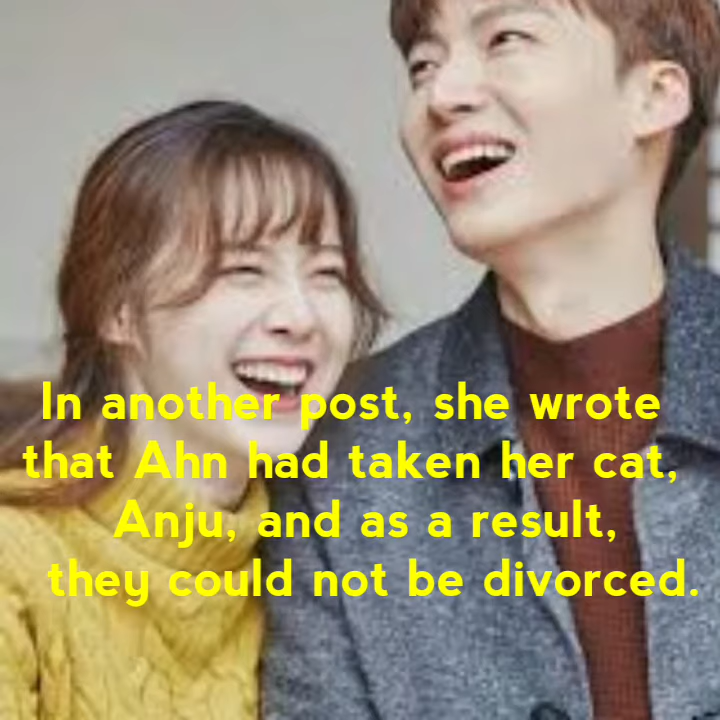 In another post, she wrote
that Ahn had taken her cat,
Anju, and as a result,
they could not be divorced.